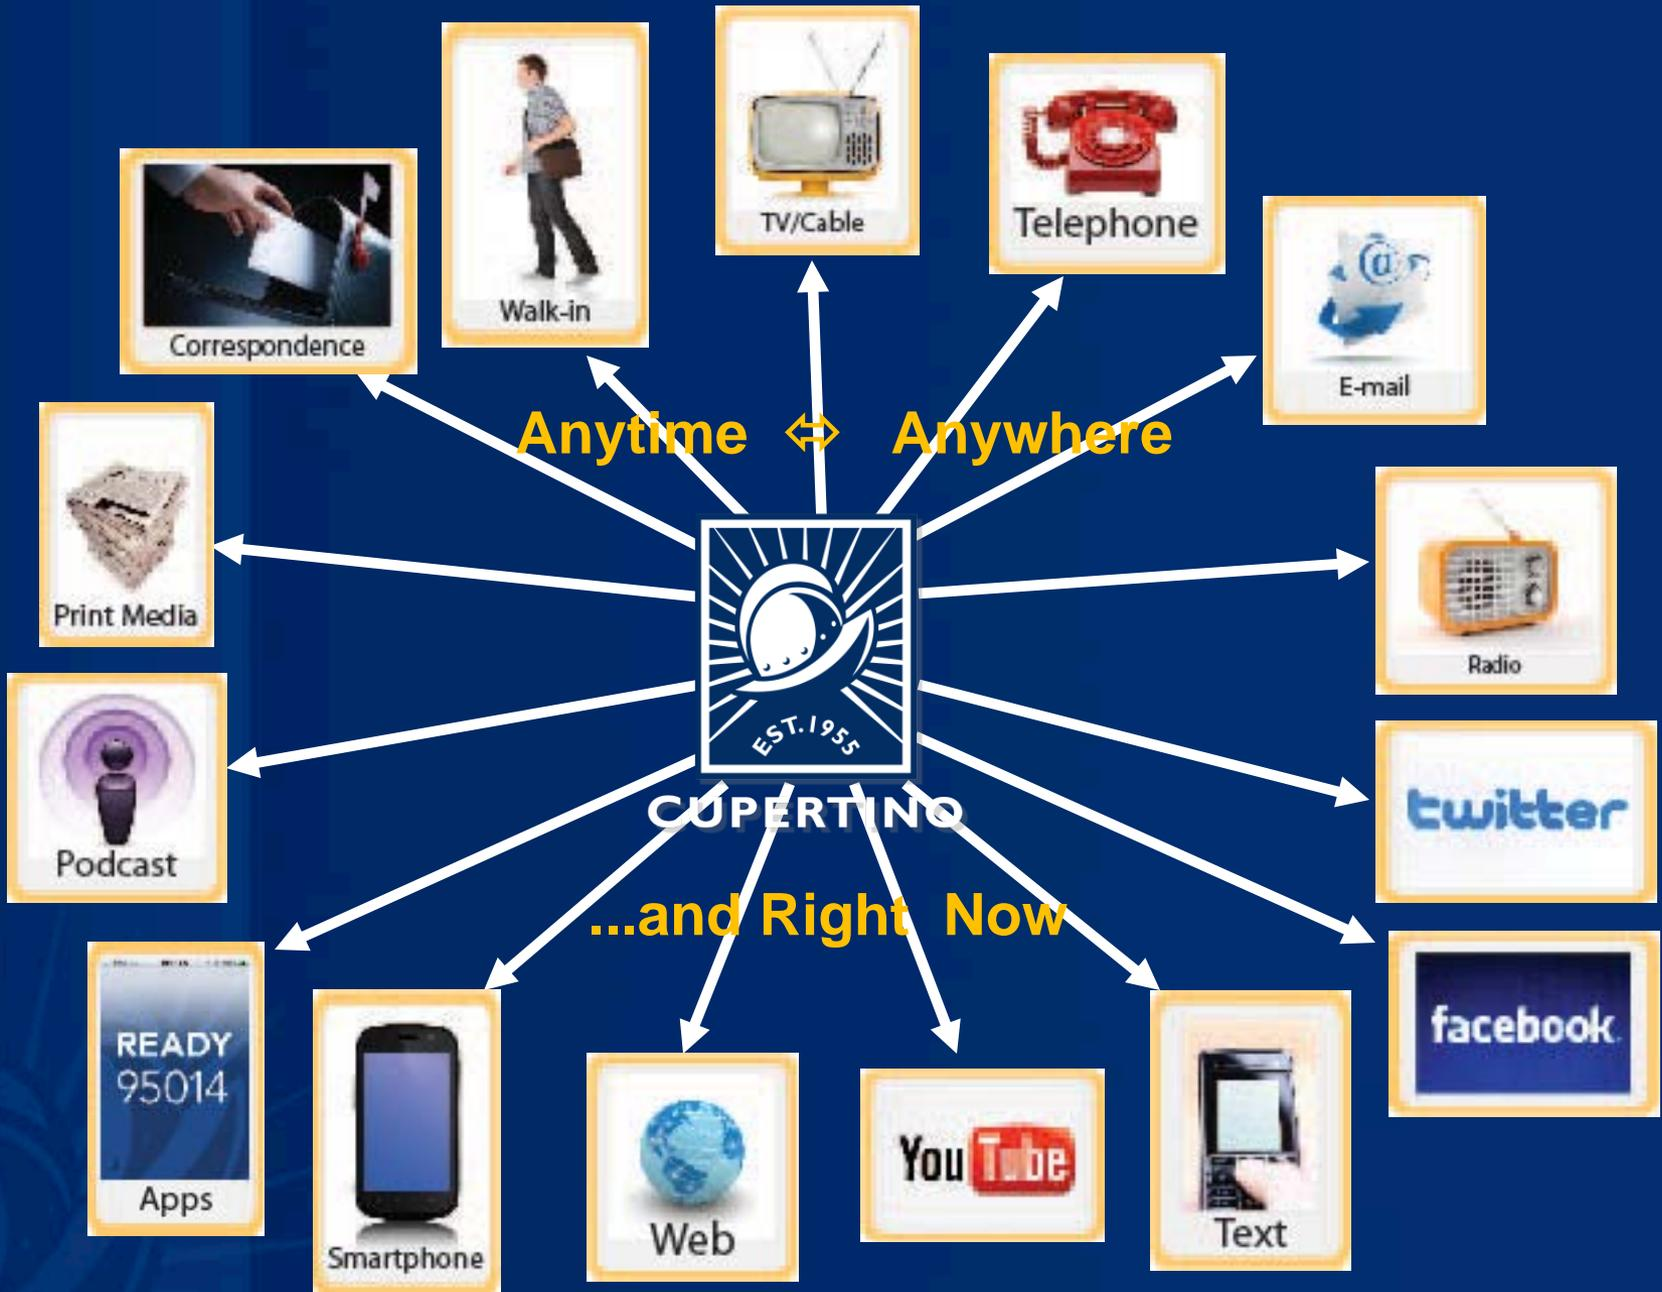 TV/Cable
Telephone
Walk-in
Correspondence
@
E-mail
Anytime ⬄ Anywhere
Print Media
Radio
EST. 1955
CUPERTINO
twitter
Podcast
...and Right Now
facebook
READY
95014
Apps
Smartphone
Web
YouTube
Text